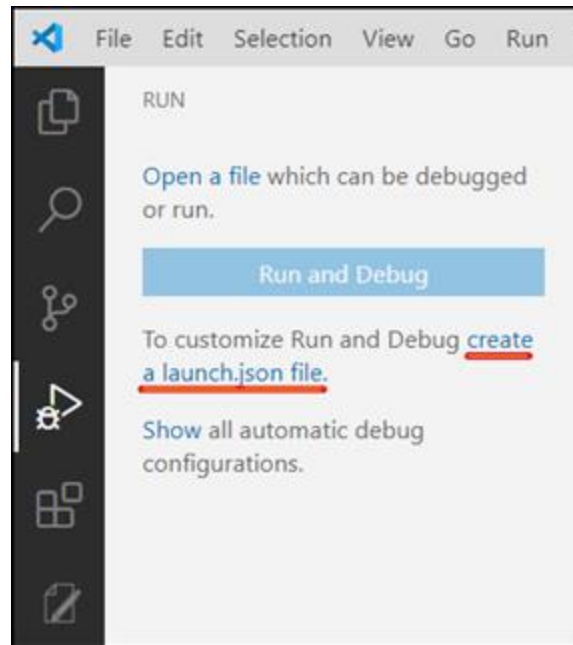 File Edit Selection View Go Run
RUN
Open a file which can be debugged
or run.
Run and Debug
To customize Run and Debug create
a launch.json file.
Show all automatic debug
configurations.